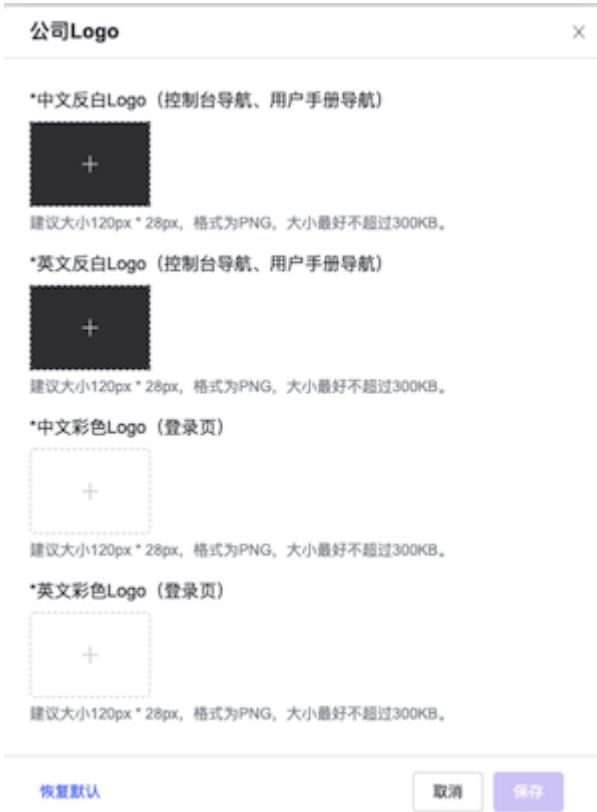 公司Logo
*中文反白Logo（控制台导航、用户手册导航）
建议大小120px * 28px，格式为PNG，大小最好不超过300KB。
*英文反白Logo（控制台导航、用户手册导航）
建议大小120px * 28px，格式为PNG，大小最好不超过300KB。
*中文彩色Logo（登录页）
建议大小120px * 28px，格式为PNG，大小最好不超过300KB。
*英文彩色Logo（登录页）
建议大小120px * 28px，格式为PNG，大小最好不超过300KB。
恢复默认 取消 保存